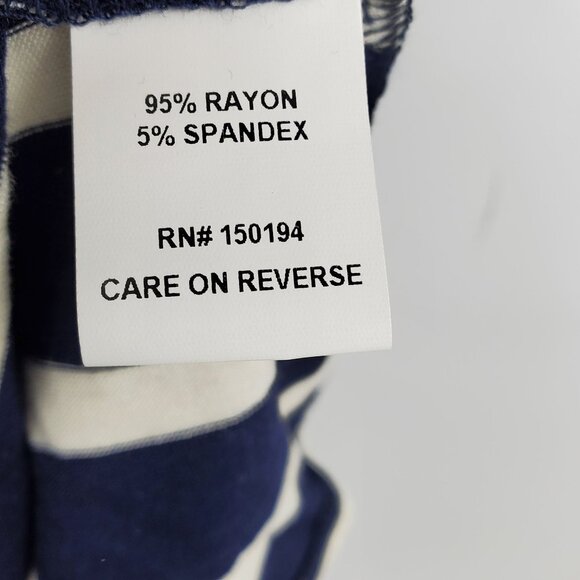 95% RAYON
5% SPANDEX
RN# 150194
CARE ON REVERSE